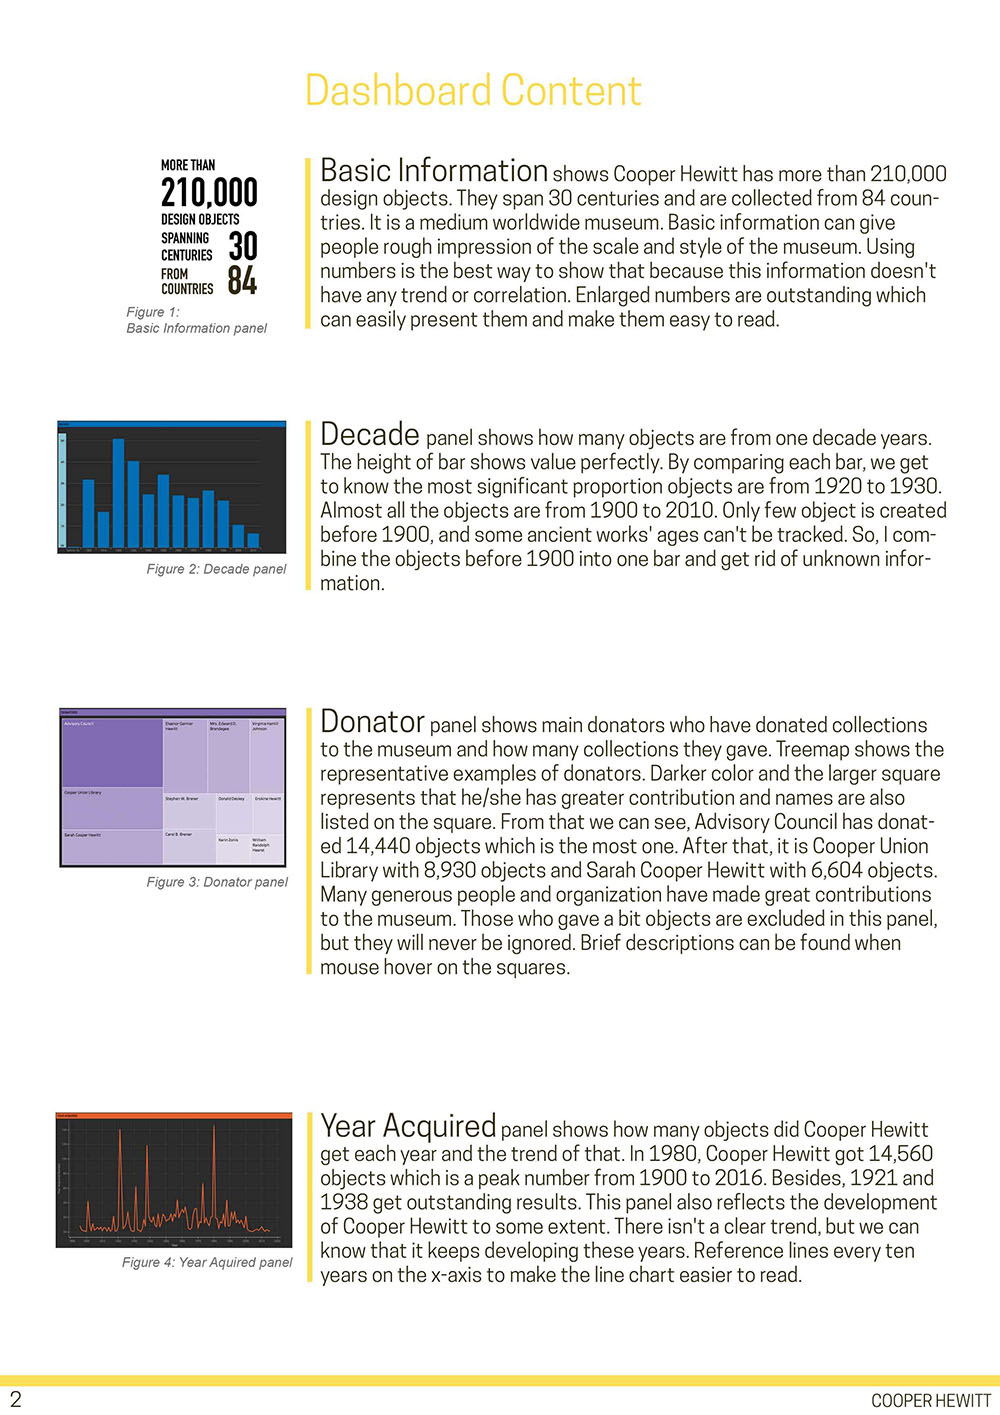 Dashboard Content
MORE THAN
210,000
DESIGN OBJECTS
SPANNING
CENTURIES 30
FROM
COUNTRIES 84
Figure 1:
Basic Information panel
Basic Information shows Cooper Hewitt has more than 210,000
design objects. They span 30 centuries and are collected from 84 coun-
tries. It is a medium worldwide museum. Basic information can give
people rough impression of the scale and style of the museum. Using
numbers is the best way to show that because this information doesn't
have any trend or correlation. Enlarged numbers are outstanding which
can easily present them and make them easy to read.
Figure 2: Decade panel
Decade panel shows how many objects are from one decade years.
The height of bar shows value perfectly. By comparing each bar, we get
to know the most significant proportion objects are from 1920 to 1930.
Almost all the objects are from 1900 to 2010. Only few object is created
before 1900, and some ancient works' ages can't be tracked. So, I com-
bine the objects before 1900 into one bar and get rid of unknown infor-
mation.
Advisory Council
Eleanor Garnier
Hewitt
Mrs. Edward D.
Brandegee
Virginia Hamill
Johnson
Cooper Union Library
Stephen W. Brener
Donald Deskey
Erskine Hewitt
Sarah Cooper Hewitt
Carol B. Brener
Karin Zonis
William
Randolph
Hearst
Figure 3: Donator panel
Donator panel shows main donators who have donated collections
to the museum and how many collections they gave. Treemap shows the
representative examples of donators. Darker color and the larger square
represents that he/she has greater contribution and names are also
listed on the square. From that we can see, Advisory Council has donat-
ed 14,440 objects which is the most one. After that, it is Cooper Union
Library with 8,930 objects and Sarah Cooper Hewitt with 6,604 objects.
Many generous people and organization have made great contributions
to the museum. Those who gave a bit objects are excluded in this panel,
but they will never be ignored. Brief descriptions can be found when
mouse hover on the squares.
Figure 4: Year Aquired panel
Year Acquired panel shows how many objects did Cooper Hewitt
get each year and the trend of that. In 1980, Cooper Hewitt got 14,560
objects which is a peak number from 1900 to 2016. Besides, 1921 and
1938 get outstanding results. This panel also reflects the development
of Cooper Hewitt to some extent. There isn't a clear trend, but we can
know that it keeps developing these years. Reference lines every ten
years on the x-axis to make the line chart easier to read.
2
COOPER HEWITT